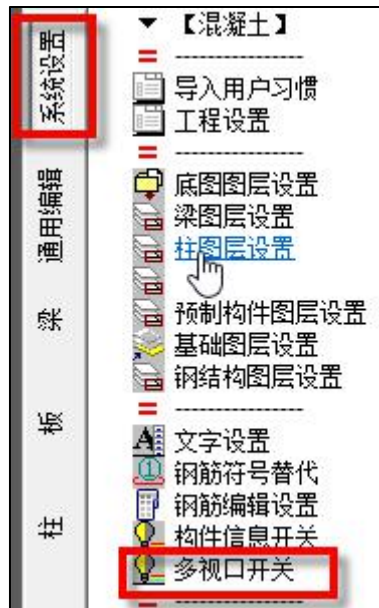 系统设置
通用编辑
梁
板
柱
【混凝土】
导入用户习惯
工程设置
底图图层设置
梁图层设置
柱图层设置
预制构件图层设置
基础图层设置
钢结构图层设置
文字设置
钢筋符号替代
钢筋编辑设置
构件信息开关
多视口开关